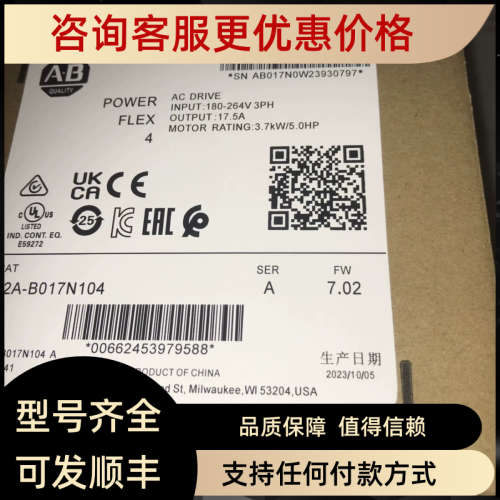 咨询客服更优惠价格
AB
QUALITY
*SN AB017N0W23930797*
POWER
FLEX
4
AC DRIVE
INPUT:180-264V 3PH
OUTPUT:17.5A
MOTOR RATING:3.7kW/5.0HP
UK
CA
CE
C UL US
LISTED
IND. CONT. EQ.
E59272
25
EAC
CAT
2A-B017N104
SER
A
FW
7.02
*00662453979588*
B017N104 A
41
PRODUCT OF CHINA
d St, Milwaukee,WI 53204,USA
生产日期
2023/10/05
型号齐全
可发顺丰
品质保障 值得信赖
支持任何付款方式